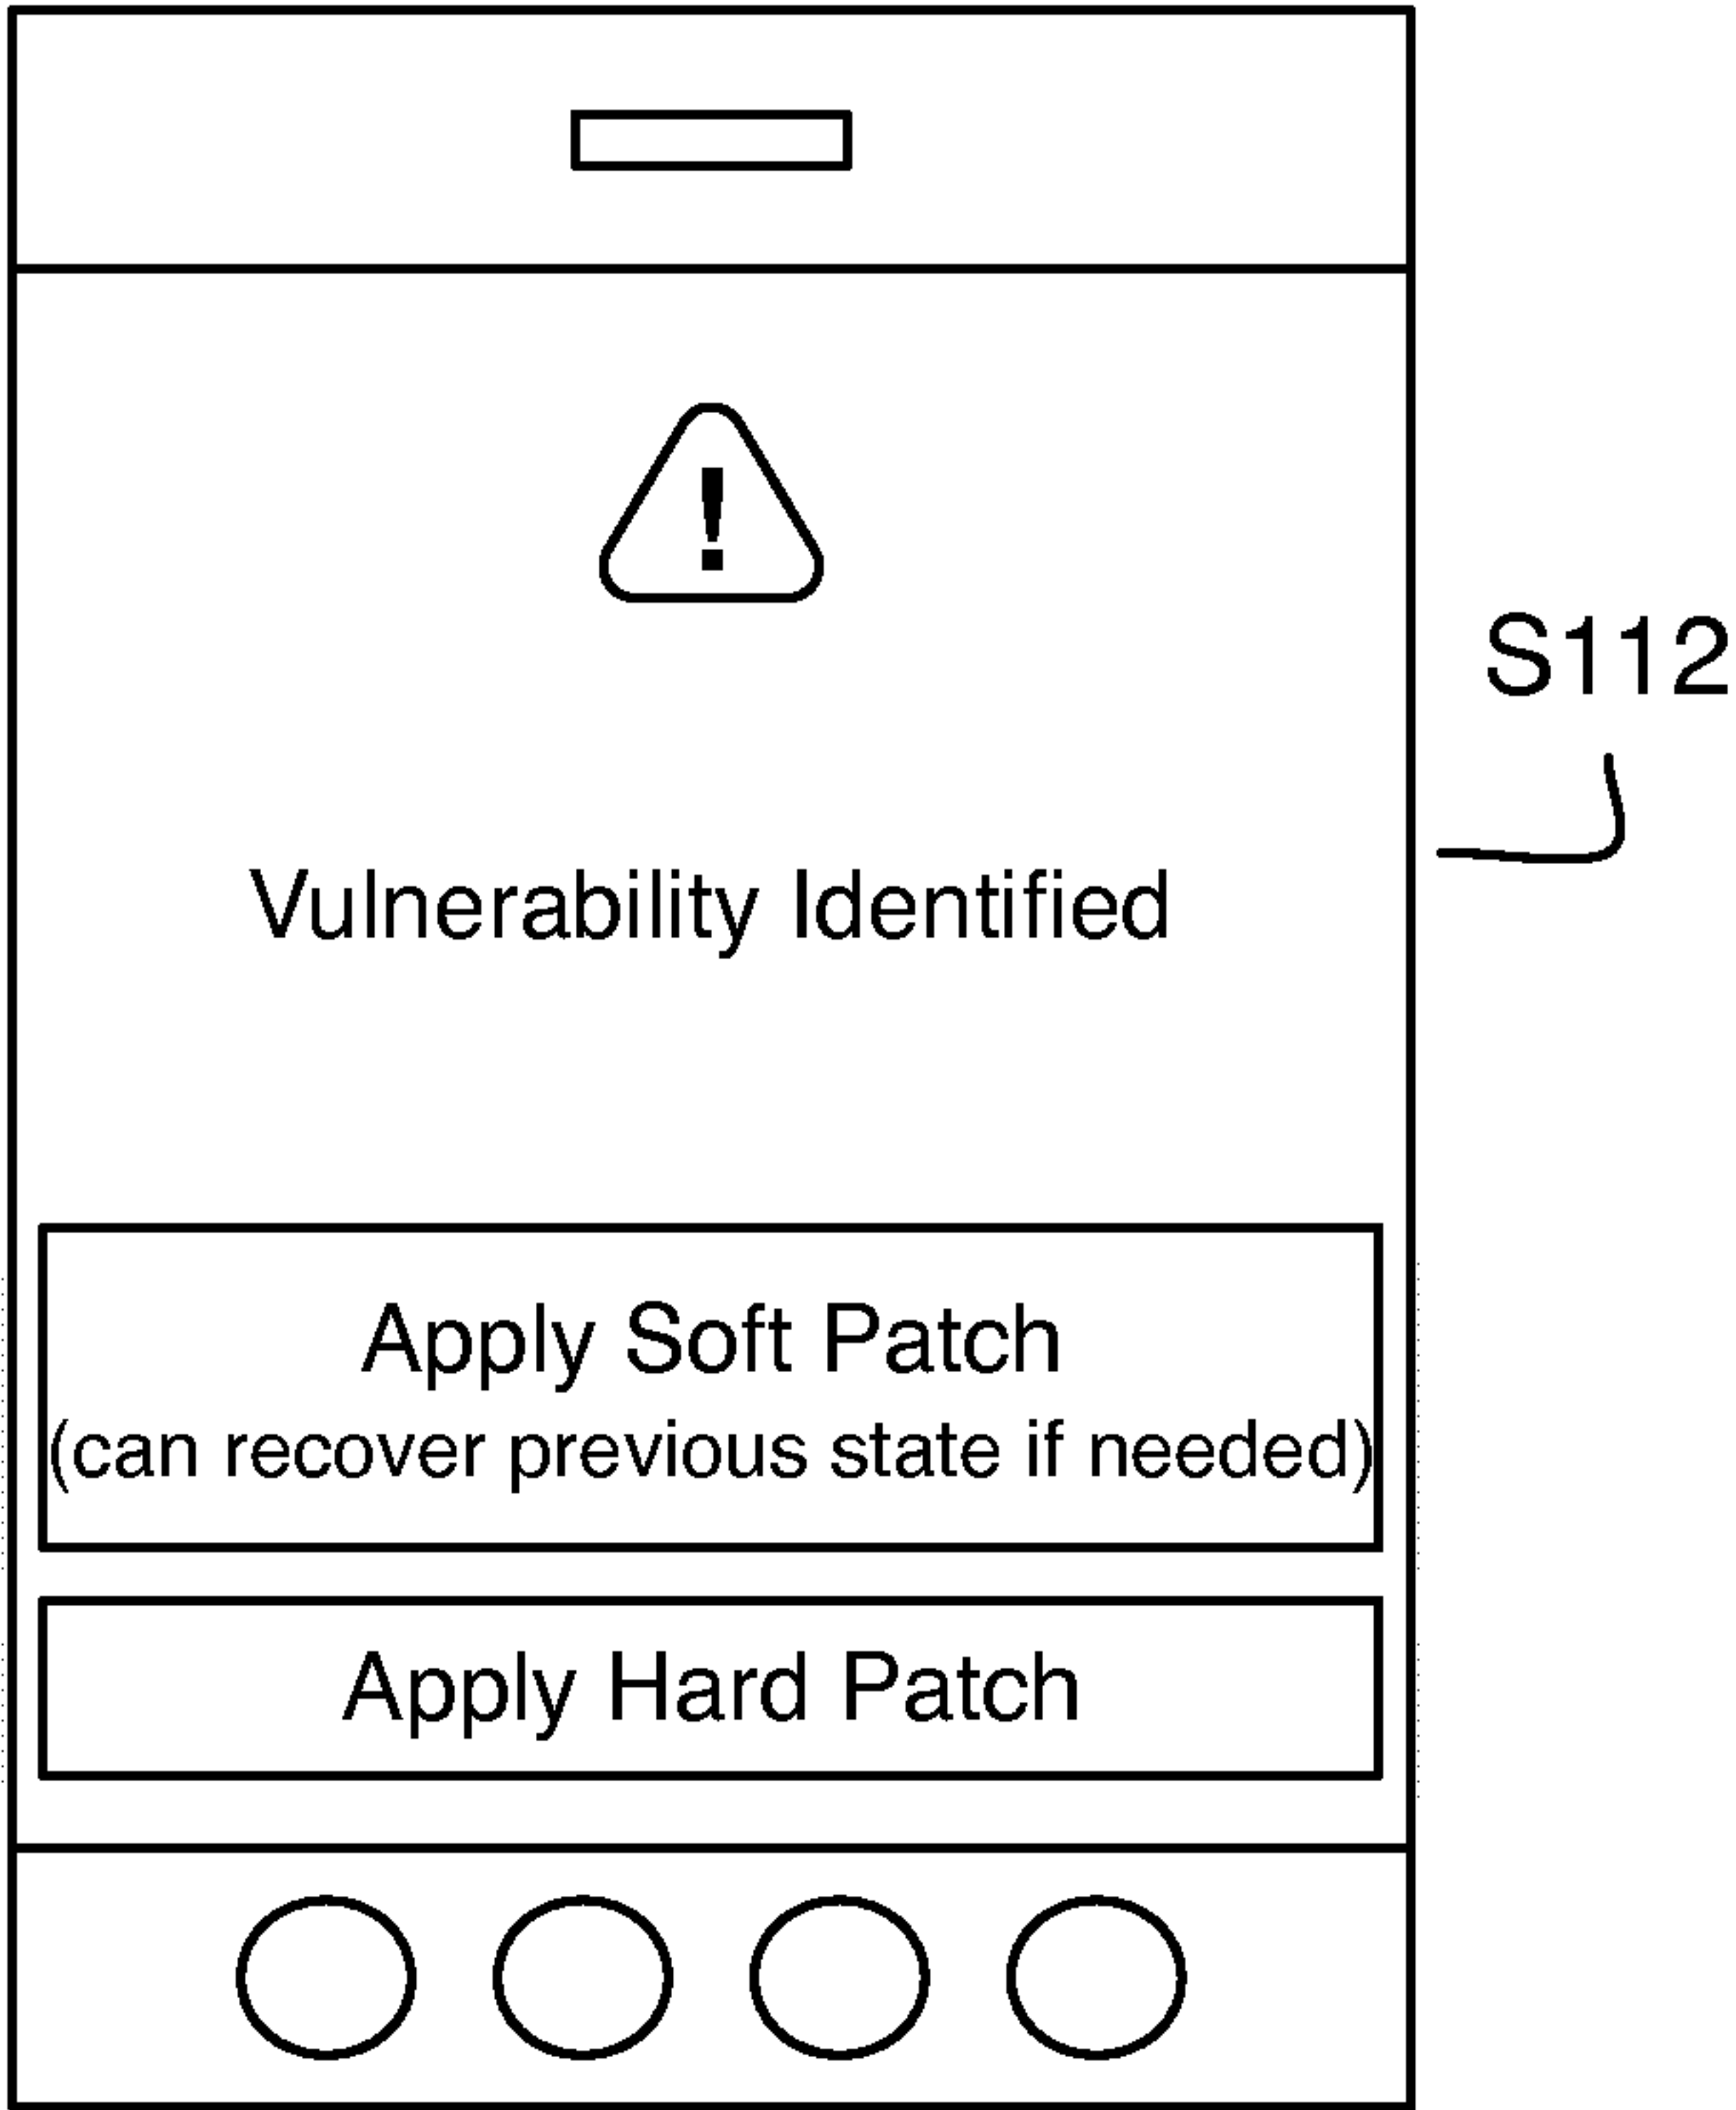 !
S112
Vulnerability Identified
Apply Soft Patch
(can recover previous state if needed)
Apply Hard Patch